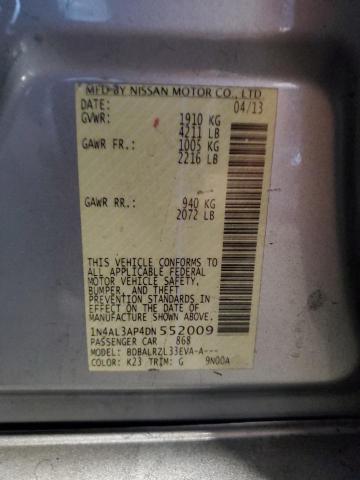 MFD BY NISSAN MOTOR CO., LTD
DATE: 04/13
GVWR: 1910 KG
4211 LB
GAWR FR.: 1005 KG
2216 LB
GAWR RR.: 940 KG
2072 LB
THIS VEHICLE CONFORMS TO
ALL APPLICABLE FEDERAL
MOTOR VEHICLE SAFETY,
BUMPER, AND THEFT
PREVENTION STANDARDS
IN EFFECT ON THE DATE
OF MANUFACTURE SHOWN ABOVE.
1N4AL3AP4DN 552009
PASSENGER CAR 868
MODEL: BDBALRZL33EVA-A---
COLOR: K23 TRIM: G 9N00A